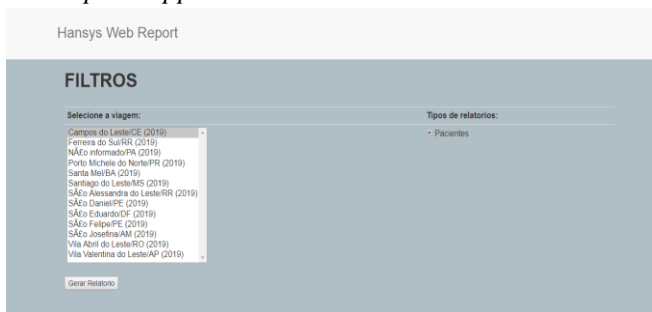 Hansys Web Report
FILTROS
Selecione a viagem:
Tipos de relatorios:
Campos do Leste/CE (2019)
Pacientes
Ferreira do Sul/RR (2019)
NÃ£o informado/PA (2019)
Porto Michele do Norte/PR (2019)
Santa Mel/BA (2019)
Santiago do Leste/MS (2019)
SÃ£o Alessandra do Leste/RR (2019)
SÃ£o Daniel/PE (2019)
SÃ£o Eduardo/DF (2019)
SÃ£o Felipe/PE (2019)
SÃ£o Josefina/AM (2019)
Vila Abril do Leste/RO (2019)
Vila Valentina do Leste/AP (2019)
Gerar Relatorio